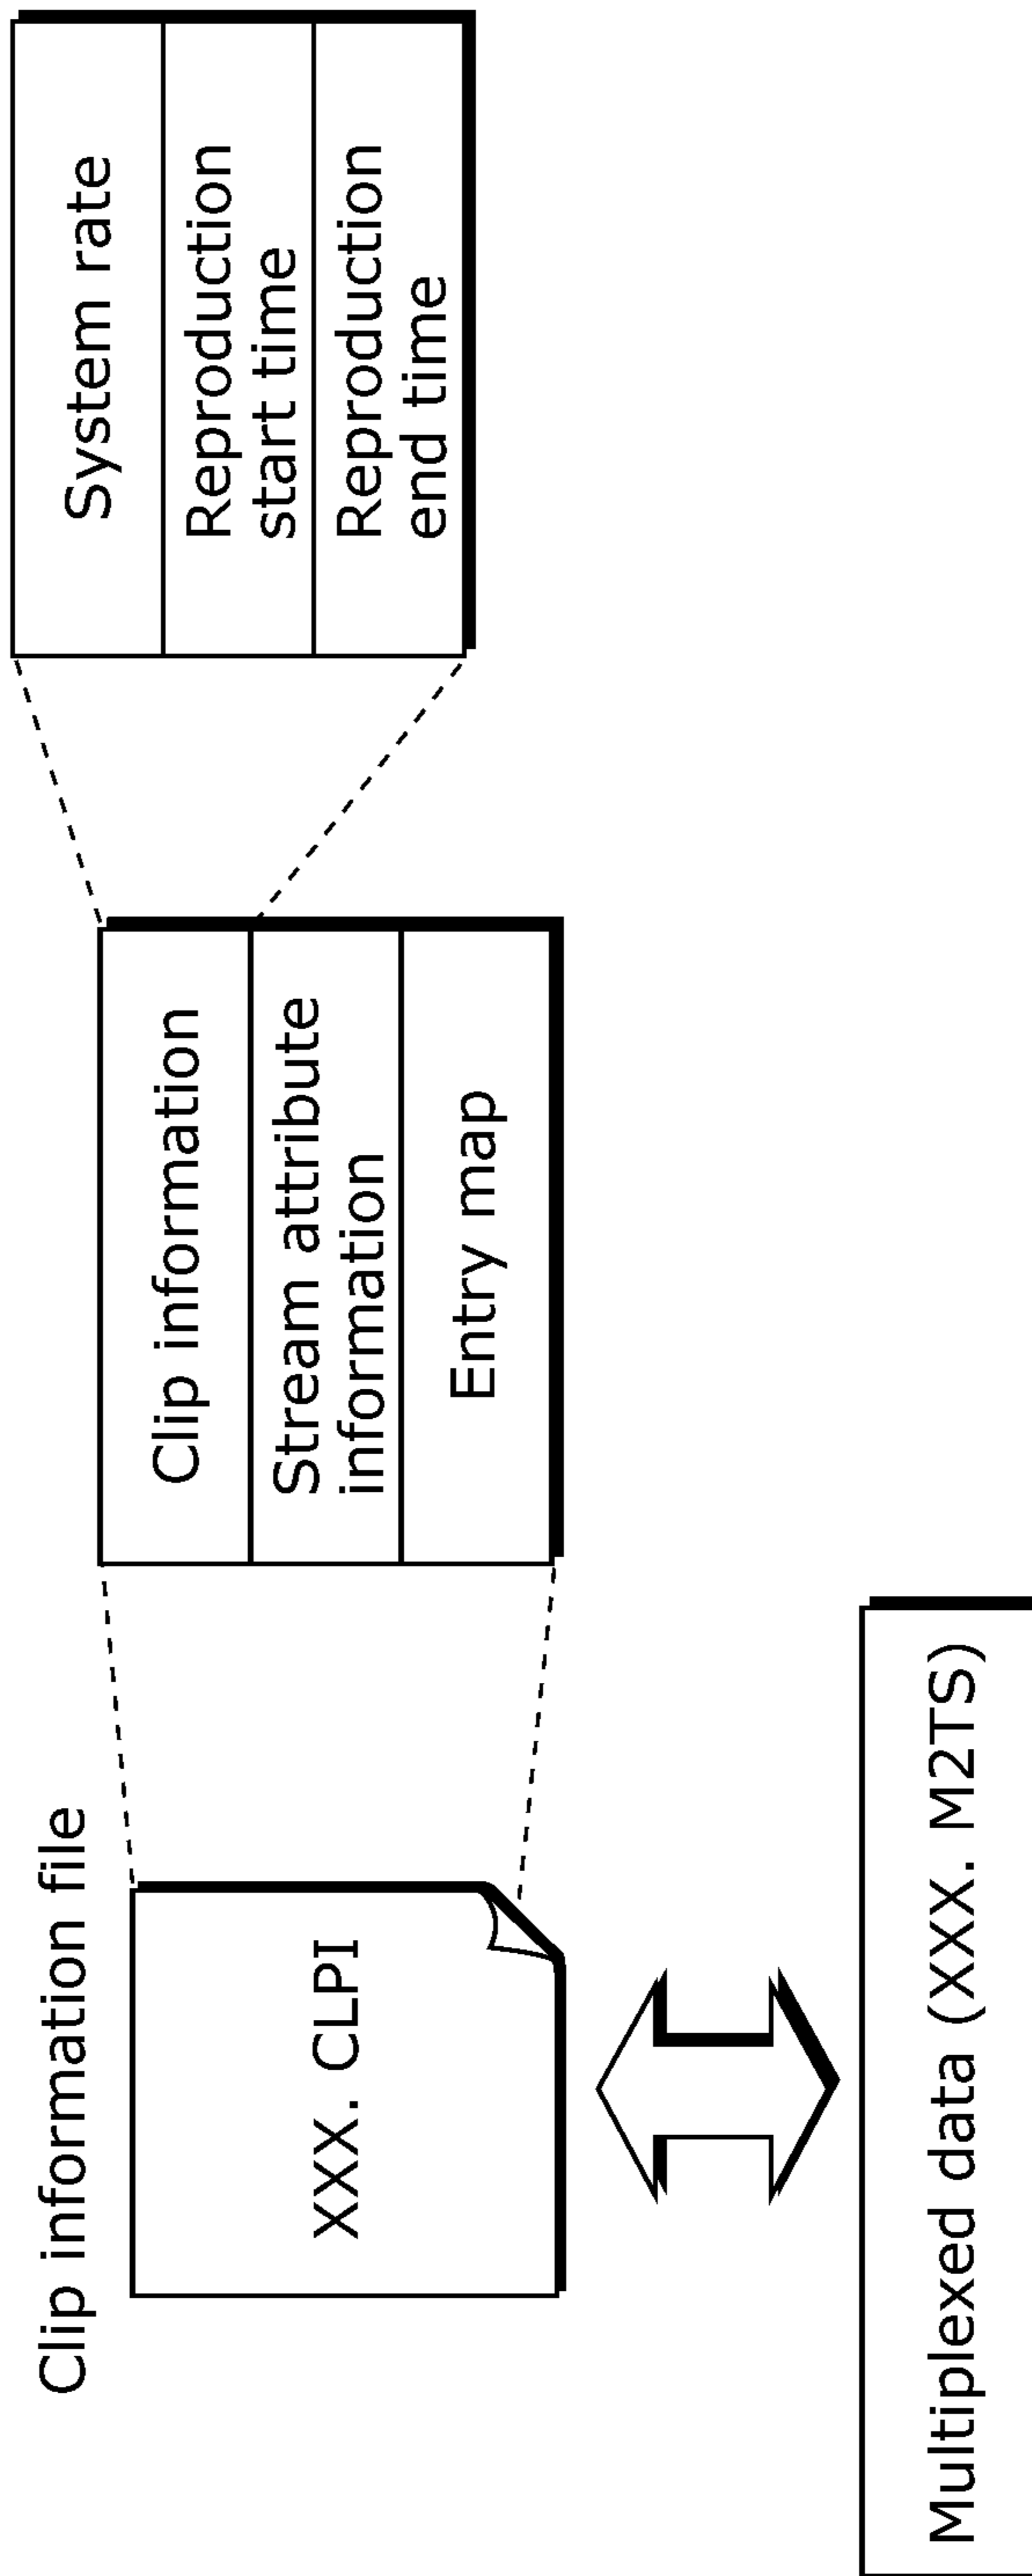 Clip information file
XXX. CLPI
Clip information
Stream attribute
information
Entry map
System rate
Reproduction
start time
Reproduction
end time
Multiplexed data (XXX. M2TS)